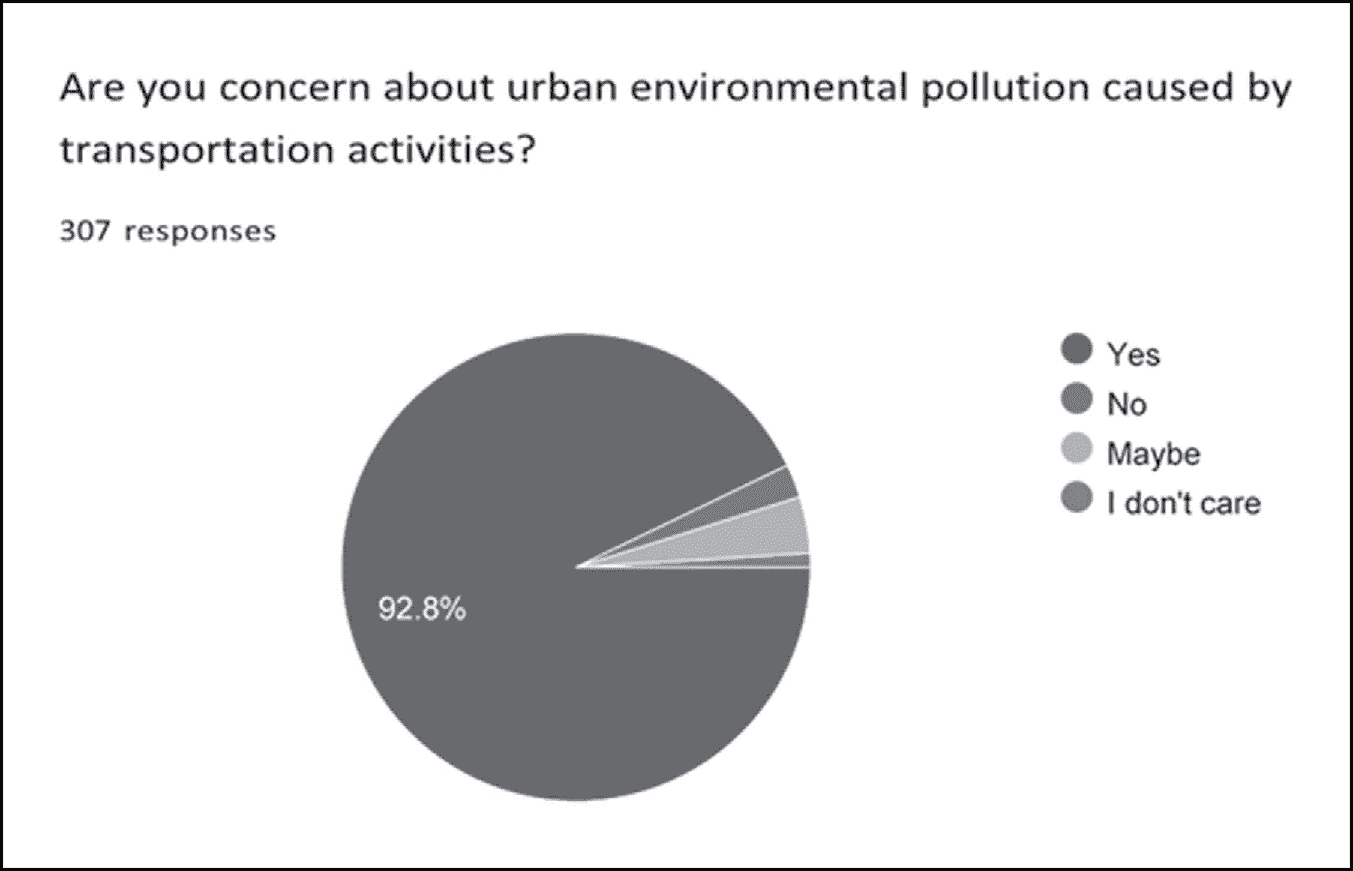 Are you concern about urban environmental pollution caused by
transportation activities?
307 responses
Yes
No
Maybe
I don't care
92.8%